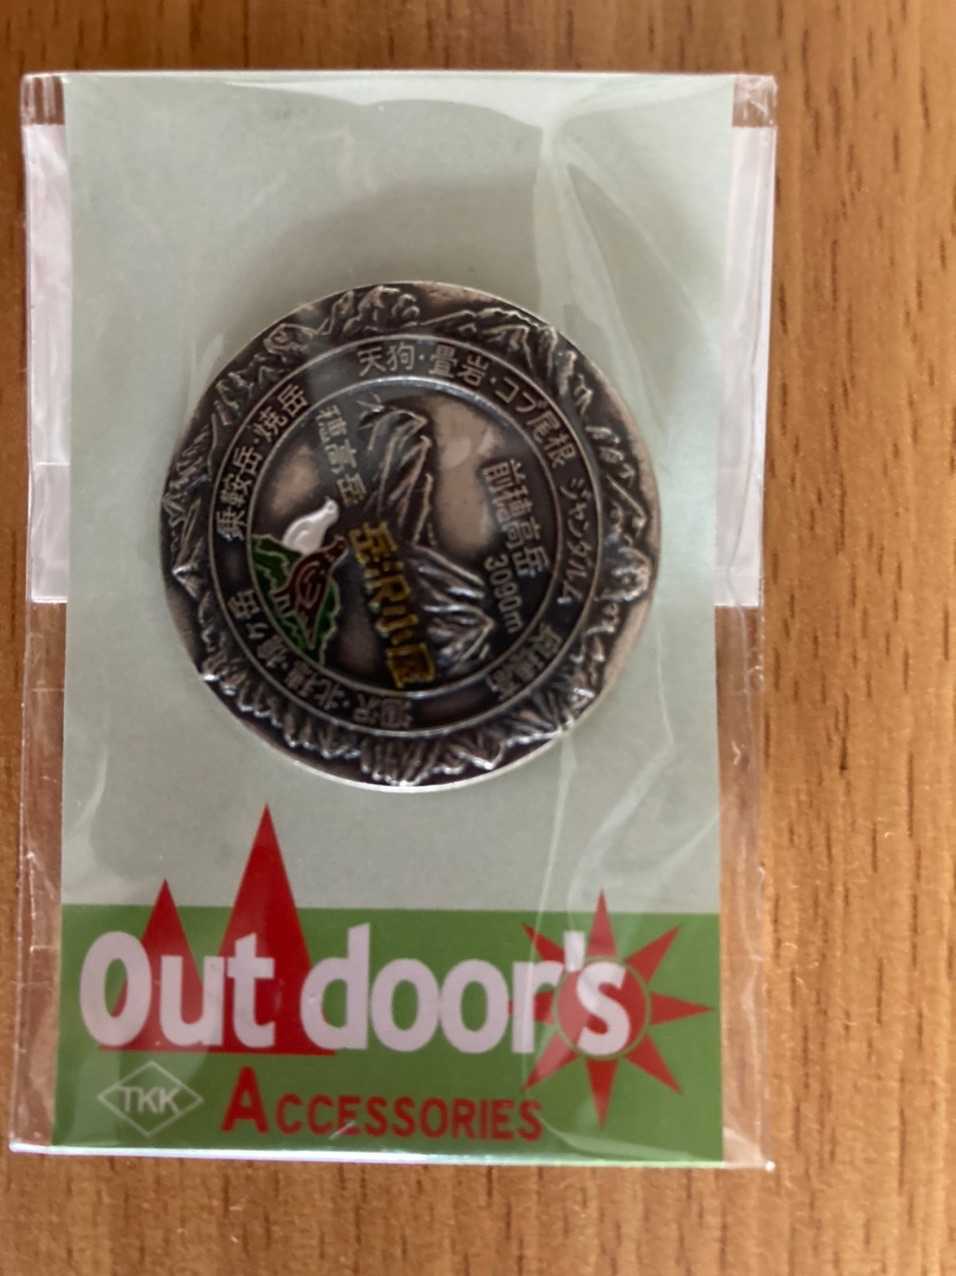 天狗・畳岩・コブ尾根
ジャンダルム
乗鞍岳・焼岳
穂高岳
前穂高岳
3090m
岳沢小屋
Out door's
TKK
ACCESSORIES